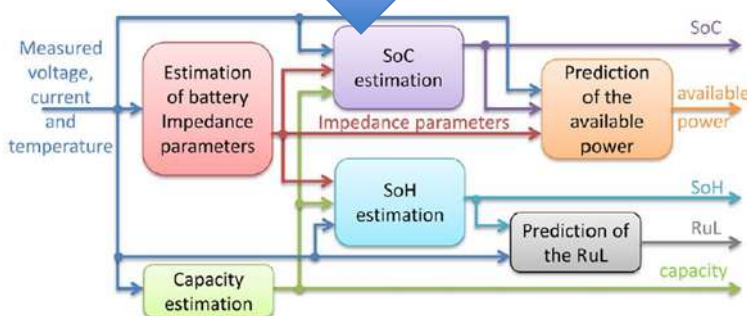 Measured
voltage,
current
and
temperature
Estimation
of battery
Impedance
parameters
SoC
estimation
Impedance parameters
Prediction
of the
available
power
SoC
available
power
SoH
estimation
SoH
Prediction of
the RuL
RuL
Capacity
estimation
capacity